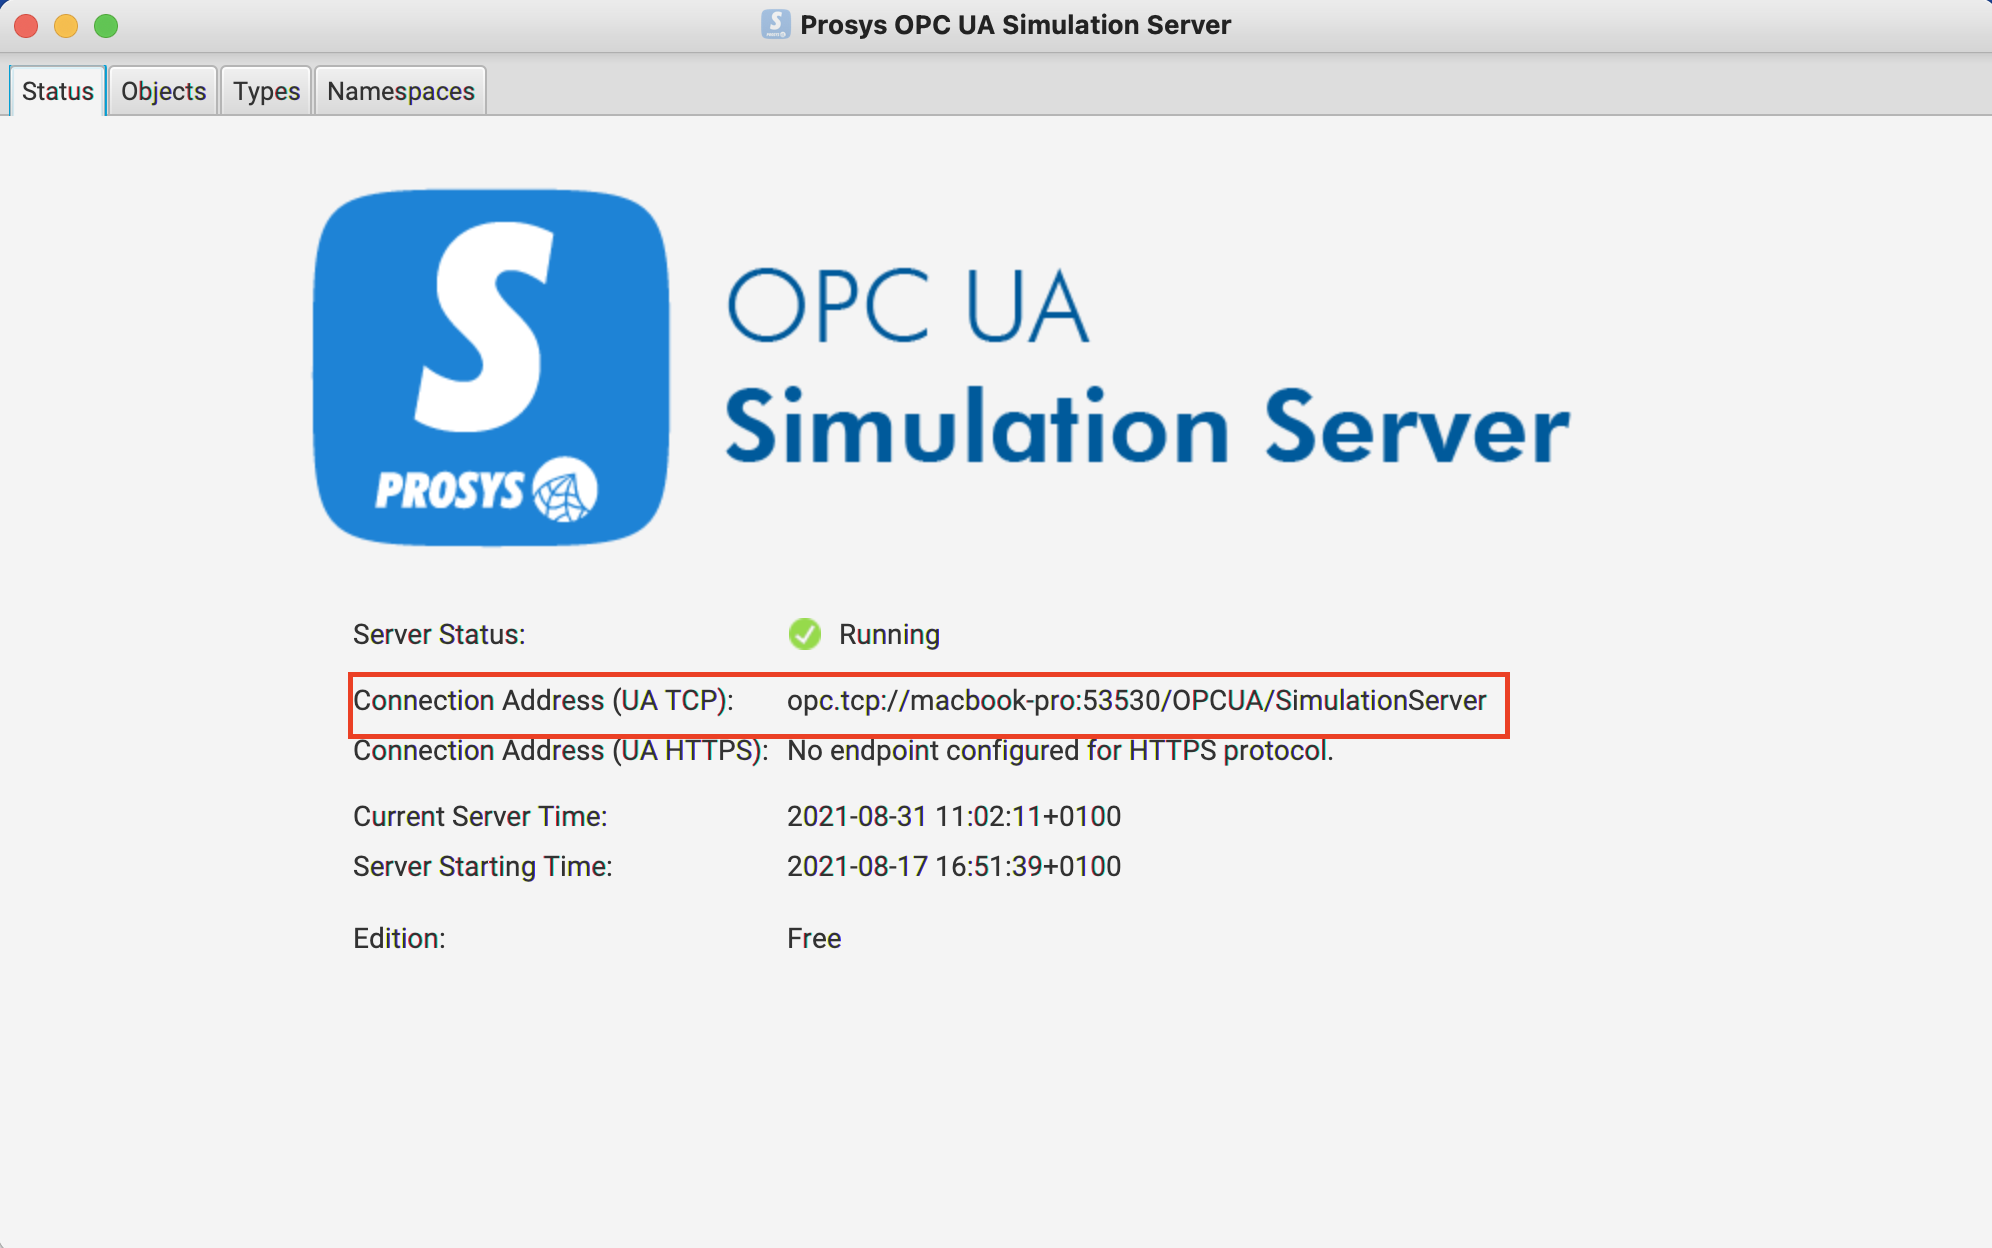 Prosys OPC UA Simulation Server
Status Objects Types Namespaces
S
PROSYS
OPC UA
Simulation Server
Server Status: Running
Connection Address (UA TCP): opc.tcp://macbook-pro:53530/OPCUA/SimulationServer
Connection Address (UA HTTPS): No endpoint configured for HTTPS protocol.
Current Server Time: 2021-08-31 11:02:11+0100
Server Starting Time: 2021-08-17 16:51:39+0100
Edition: Free